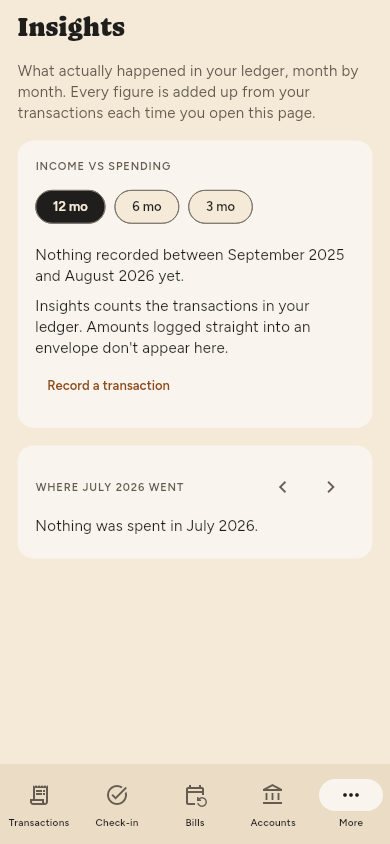 Insights
What actually happened in your ledger, month by
month. Every figure is added up from your
transactions each time you open this page.
INCOME VS SPENDING
12 mo 6 mo 3 mo
Nothing recorded between September 2025
and August 2026 yet.
Insights counts the transactions in your
ledger. Amounts logged straight into an
envelope don't appear here.
Record a transaction
WHERE JULY 2026 WENT
Nothing was spent in July 2026.
Transactions Check-in Bills Accounts More